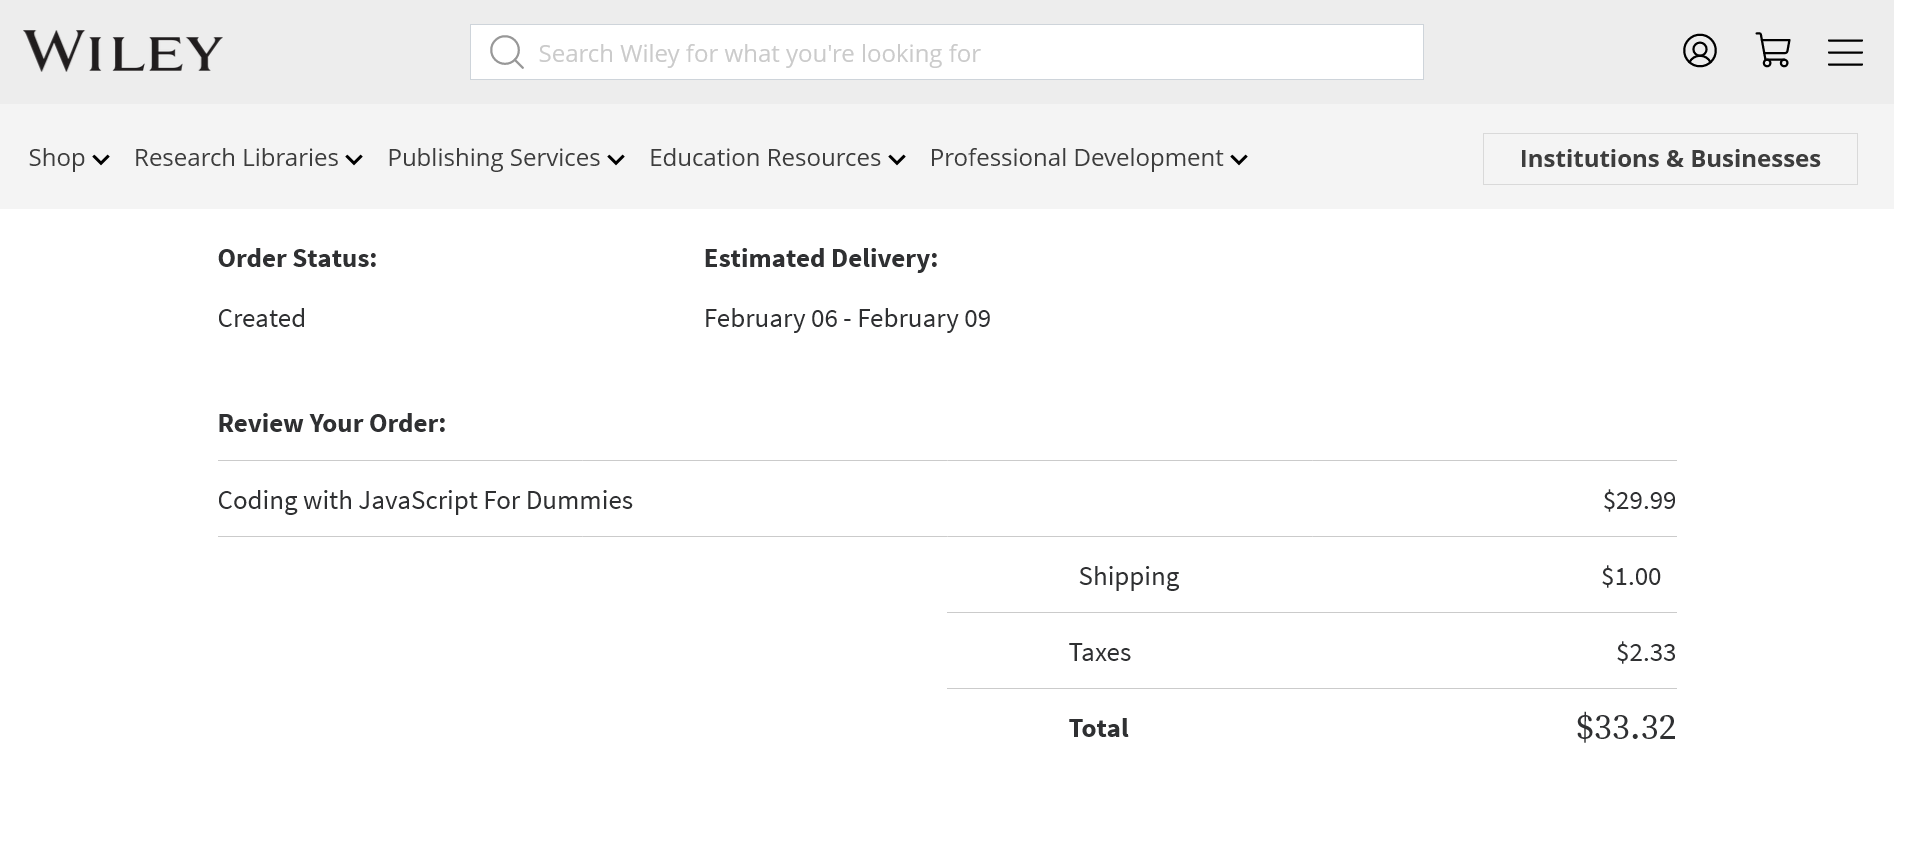 WILEY
Search Wiley for what you're looking for
Shop Research Libraries Publishing Services Education Resources Professional Development Institutions & Businesses
Order Status: Estimated Delivery:
Created February 06 - February 09
Review Your Order:
Coding with JavaScript For Dummies $29.99
Shipping $1.00
Taxes $2.33
Total $33.32